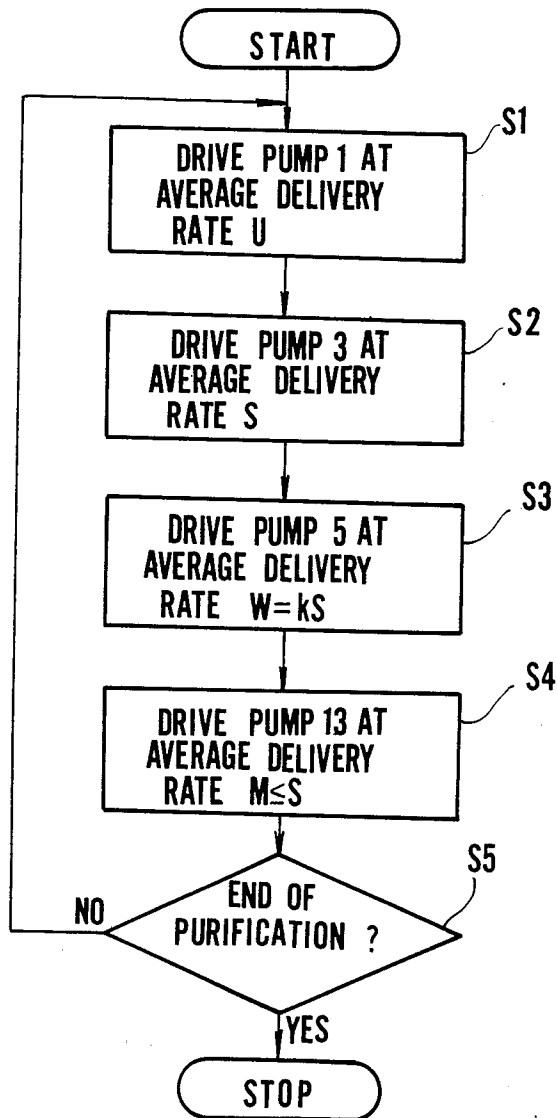 START
S1
DRIVE PUMP 1 AT
AVERAGE DELIVERY
RATE U
S2
DRIVE PUMP 3 AT
AVERAGE DELIVERY
RATE S
S3
DRIVE PUMP 5 AT
AVERAGE DELIVERY
RATE W=kS
S4
DRIVE PUMP 13 AT
AVERAGE DELIVERY
RATE M≤S
S5
END OF
PURIFICATION ?
NO
YES
STOP